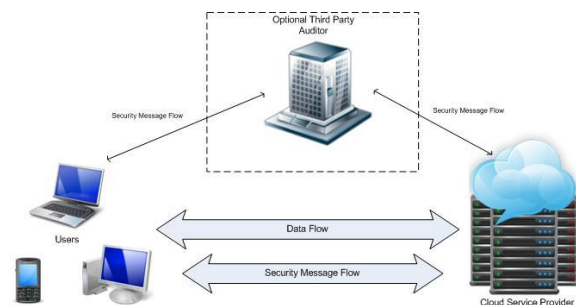 Optional Third Party
Auditor
Security Message Flow
Security Message Flow
Users
Data Flow
Security Message Flow
Cloud Service Provider